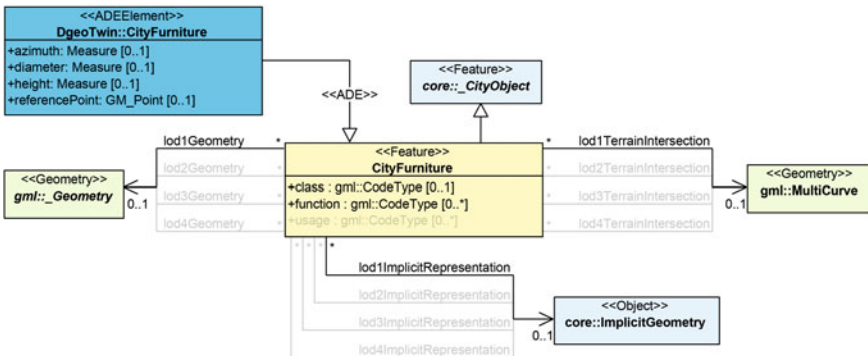 <<ADEElement>>
DgeoTwin::CityFurniture
+azimuth: Measure [0..1]
+diameter: Measure [0..1]
+height: Measure [0..1]
+referencePoint: GM_Point [0..1]
<<ADE>>
<<Feature>>
core::_CityObject
lod1Geometry
*
lod2Geometry
*
lod3Geometry
*
lod4Geometry
*
<<Geometry>>
gml::_Geometry
0..1
<<Feature>>
CityFurniture
+class : gml::CodeType [0..1]
+function : gml::CodeType [0..*]
+usage : gml::CodeType [0..*]
*
lod1TerrainIntersection
*
lod2TerrainIntersection
*
lod3TerrainIntersection
*
lod4TerrainIntersection
<<Geometry>>
gml::MultiCurve
0..1
* * * *
lod1ImplicitRepresentation
lod2ImplicitRepresentation
lod3ImplicitRepresentation
lod4ImplicitRepresentation
<<Object>>
core::ImplicitGeometry
0..1